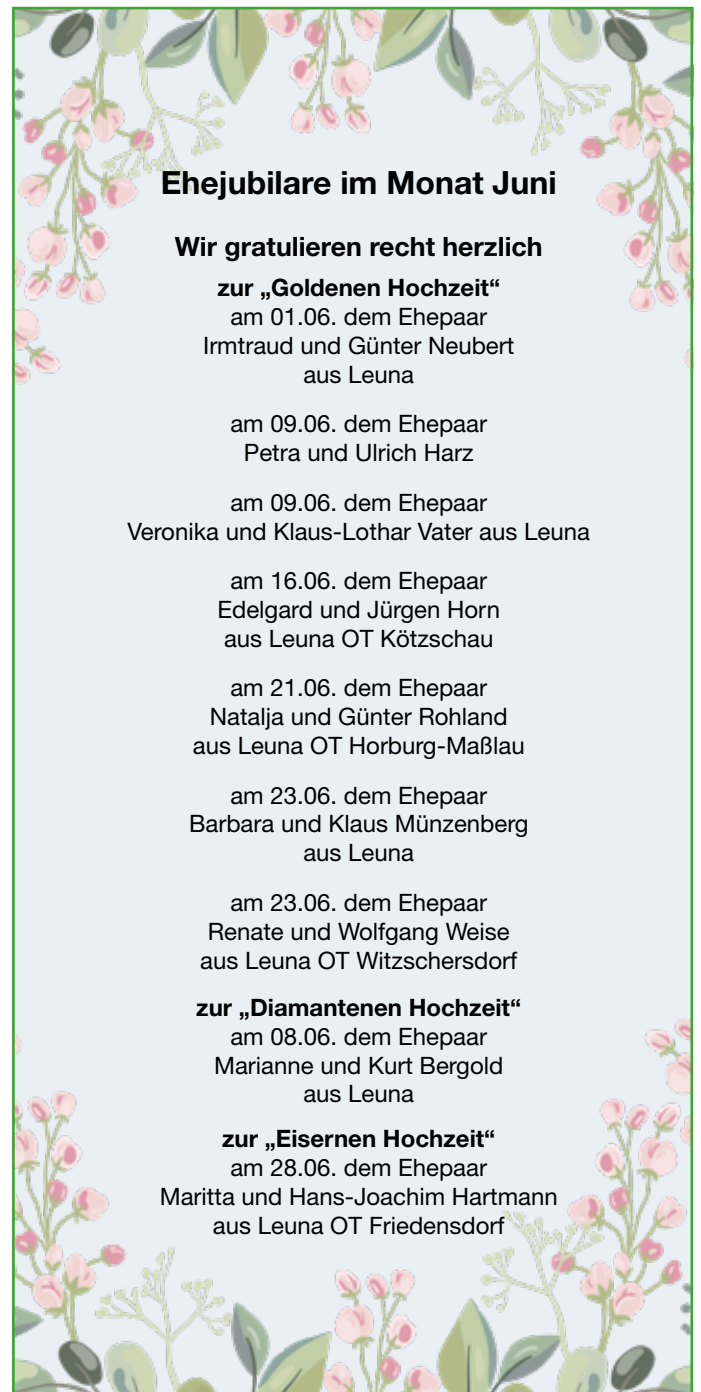 Ehejubilare im Monat Juni
Wir gratulieren recht herzlich
zur „Goldenen Hochzeit“
am 01.06. dem Ehepaar
Irmtraud und Günter Neubert
aus Leuna
am 09.06. dem Ehepaar
Petra und Ulrich Harz
am 09.06. dem Ehepaar
Veronika und Klaus-Lothar Vater aus Leuna
am 16.06. dem Ehepaar
Edelgard und Jürgen Horn
aus Leuna OT Kötzschau
am 21.06. dem Ehepaar
Natalja und Günter Rohland
aus Leuna OT Horburg-Maßlau
am 23.06. dem Ehepaar
Barbara und Klaus Münzenberg
aus Leuna
am 23.06. dem Ehepaar
Renate und Wolfgang Weise
aus Leuna OT Witzschersdorf
zur „Diamantenen Hochzeit“
am 08.06. dem Ehepaar
Marianne und Kurt Bergold
aus Leuna
zur „Eisernen Hochzeit“
am 28.06. dem Ehepaar
Maritta und Hans-Joachim Hartmann
aus Leuna OT Friedensdorf